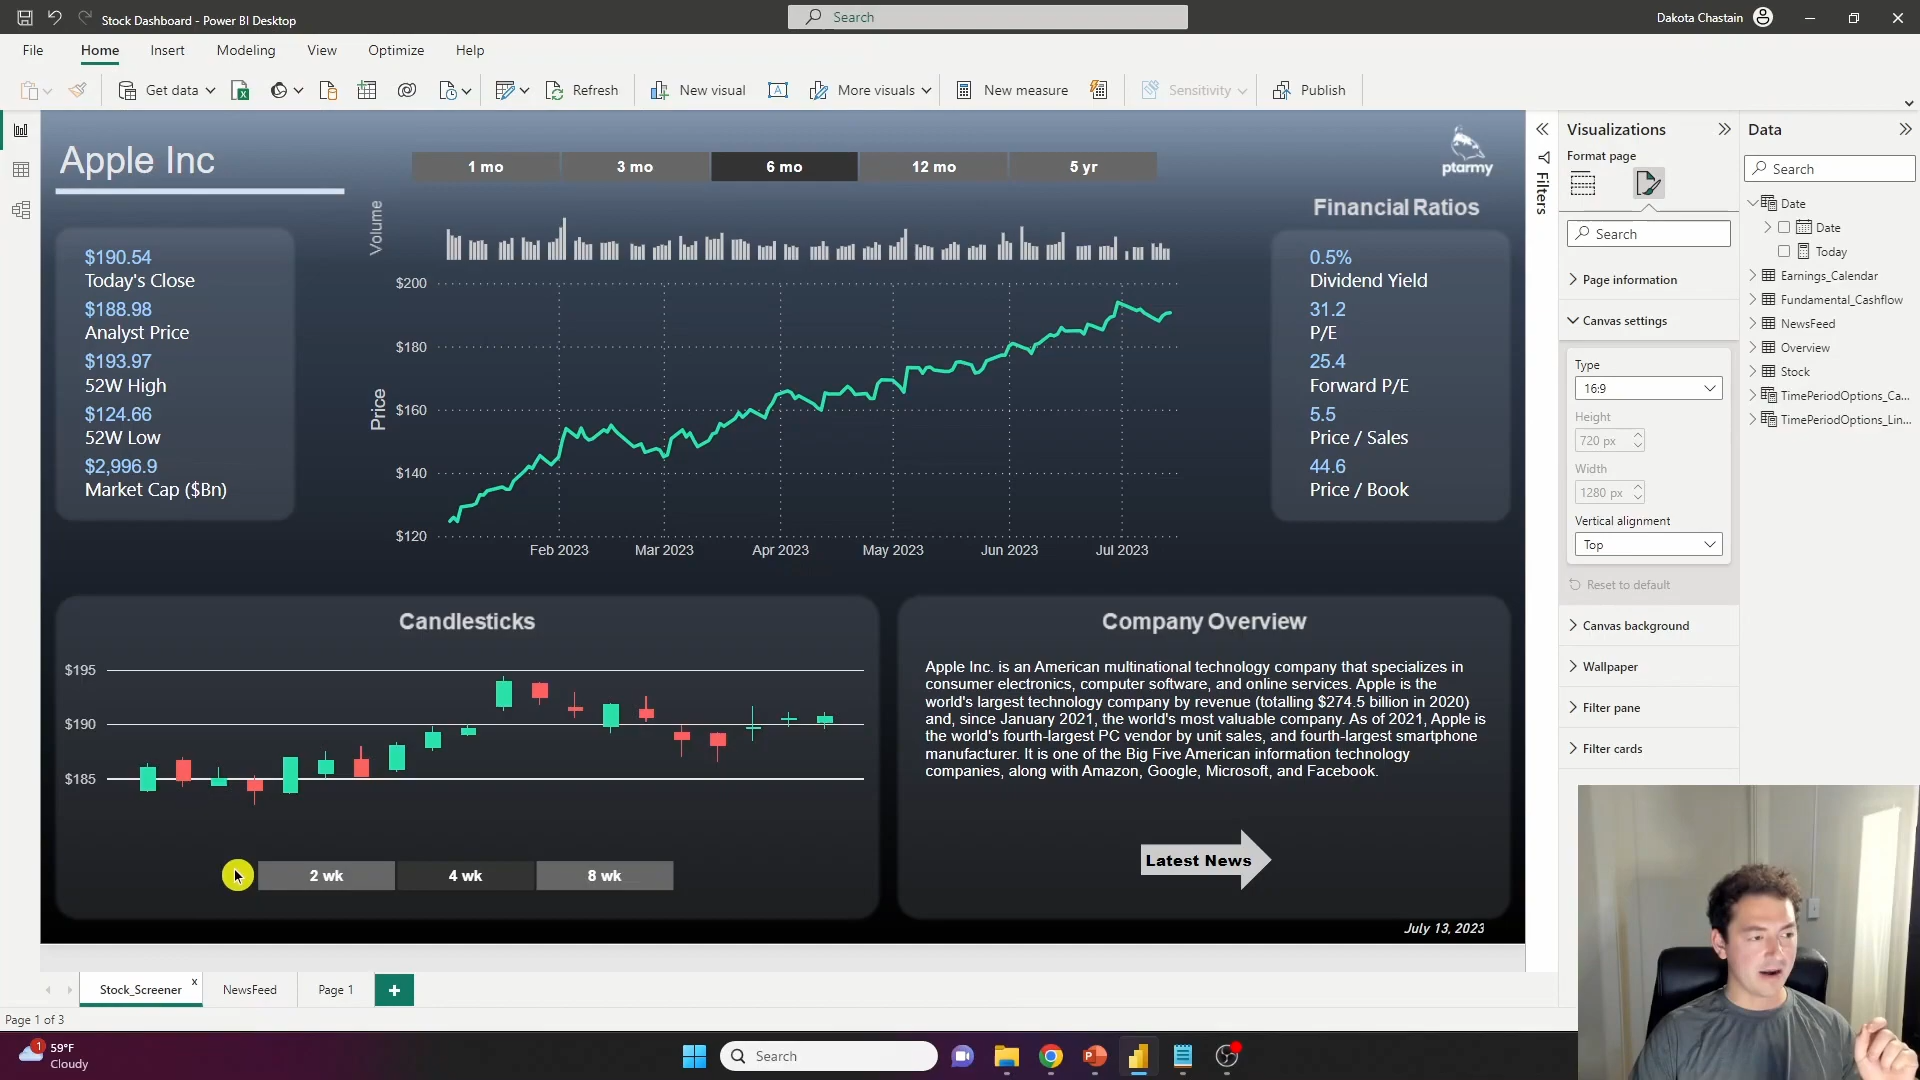 Stock Dashboard - Power BI Desktop
Search
Dakota Chastain
File
Home
Insert
Modeling
View
Optimize
Help
Get data
Refresh
New visual
More visuals
New measure
Sensitivity
Publish
Apple Inc
1 mo
3 mo
6 mo
12 mo
5 yr
ptarmy
$190.54
Today's Close
$188.98
Analyst Price
$193.97
52W High
$124.66
52W Low
$2,996.9
Market Cap ($Bn)
Volume
Price
$200
$180
$160
$140
$120
Feb 2023
Mar 2023
Apr 2023
May 2023
Jun 2023
Jul 2023
Financial Ratios
0.5%
Dividend Yield
31.2
P/E
25.4
Forward P/E
5.5
Price / Sales
44.6
Price / Book
Candlesticks
$195
$190
$185
2 wk
4 wk
8 wk
Company Overview
Apple Inc. is an American multinational technology company that specializes in
consumer electronics, computer software, and online services. Apple is the
world's largest technology company by revenue (totalling $274.5 billion in 2020)
and, since January 2021, the world's most valuable company. As of 2021, Apple is
the world's fourth-largest PC vendor by unit sales, and fourth-largest smartphone
manufacturer. It is one of the Big Five American information technology
companies, along with Amazon, Google, Microsoft, and Facebook.
Latest News
July 13, 2023
Filters
Visualizations
Format page
Search
Page information
Canvas settings
Type
16:9
Height
720 px
Width
1280 px
Vertical alignment
Top
Reset to default
Canvas background
Wallpaper
Filter pane
Filter cards
Data
Search
Date
Date
Today
Earnings_Calendar
Fundamental_Cashflow
NewsFeed
Overview
Stock
TimePeriodOptions_Ca...
TimePeriodOptions_Lin...
Stock_Screener
x
NewsFeed
Page 1
+
Page 1 of 3
1
59°F
Cloudy
Search